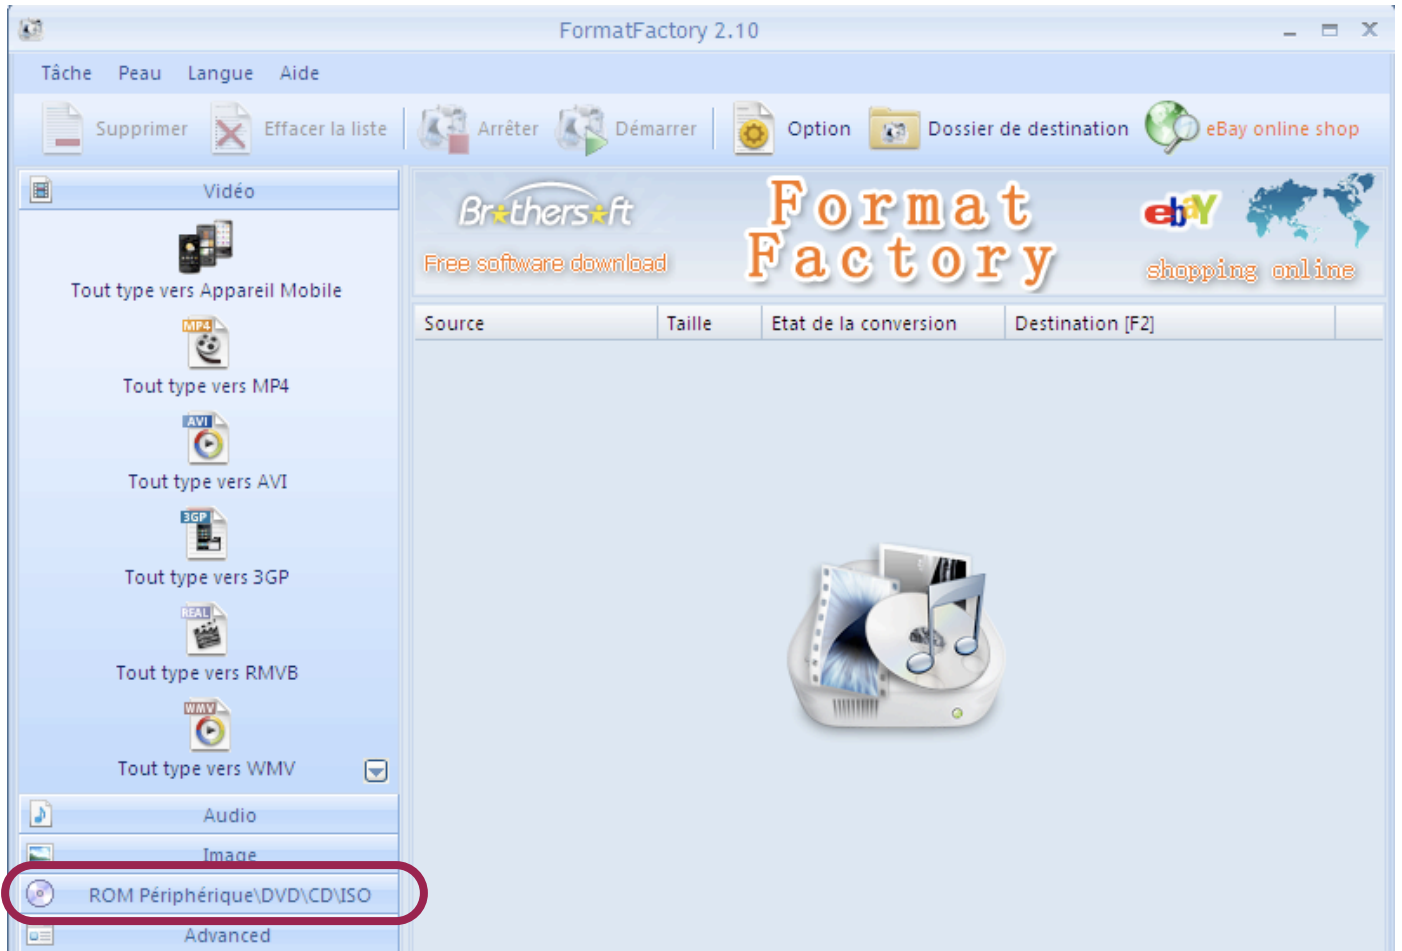 FormatFactory 2.10
Tâche Peau Langue Aide
Supprimer Effacer la liste Arrêter Démarrer Option Dossier de destination eBay online shop
Vidéo
Tout type vers Appareil Mobile
MP4
Tout type vers MP4
AVI
Tout type vers AVI
3GP
Tout type vers 3GP
REAL
Tout type vers RMVB
WMV
Tout type vers WMV
Audio
Image
ROM Périphérique\DVD\CD\ISO
Advanced
Brothersoft
Free software download
Format
Factory
ebay
shopping online
Source Taille Etat de la conversion Destination [F2]